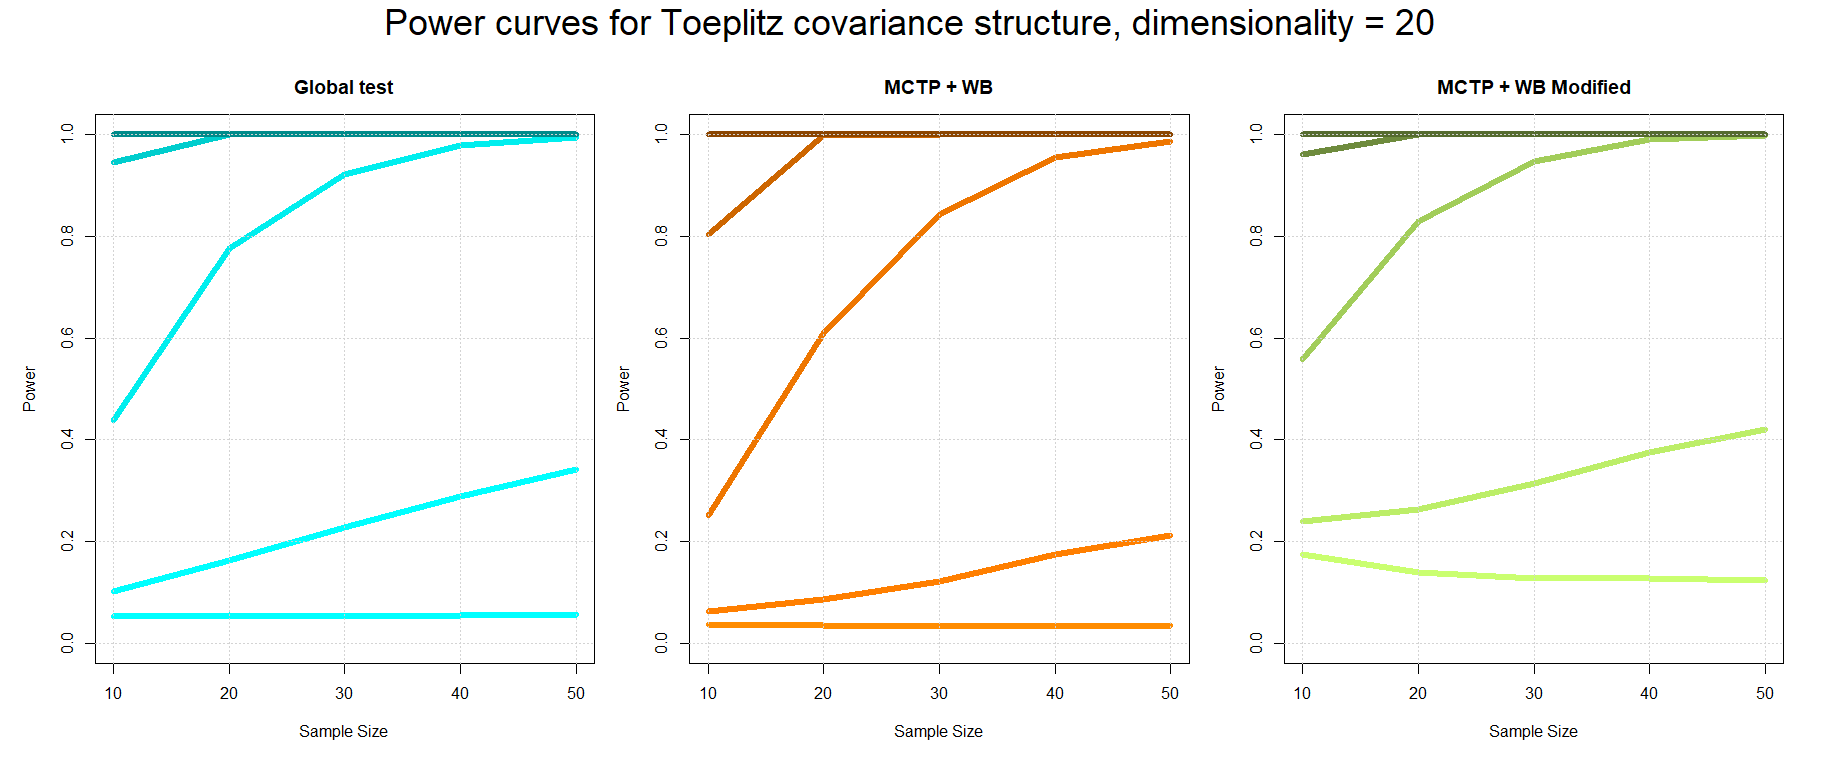 Power curves for Toeplitz covariance structure, dimensionality = 20
Global test
Power
0.0 0.2 0.4 0.6 0.8 1.0
10 20 30 40 50
Sample Size
MCTP + WB
Power
0.0 0.2 0.4 0.6 0.8 1.0
10 20 30 40 50
Sample Size
MCTP + WB Modified
Power
0.0 0.2 0.4 0.6 0.8 1.0
10 20 30 40 50
Sample Size